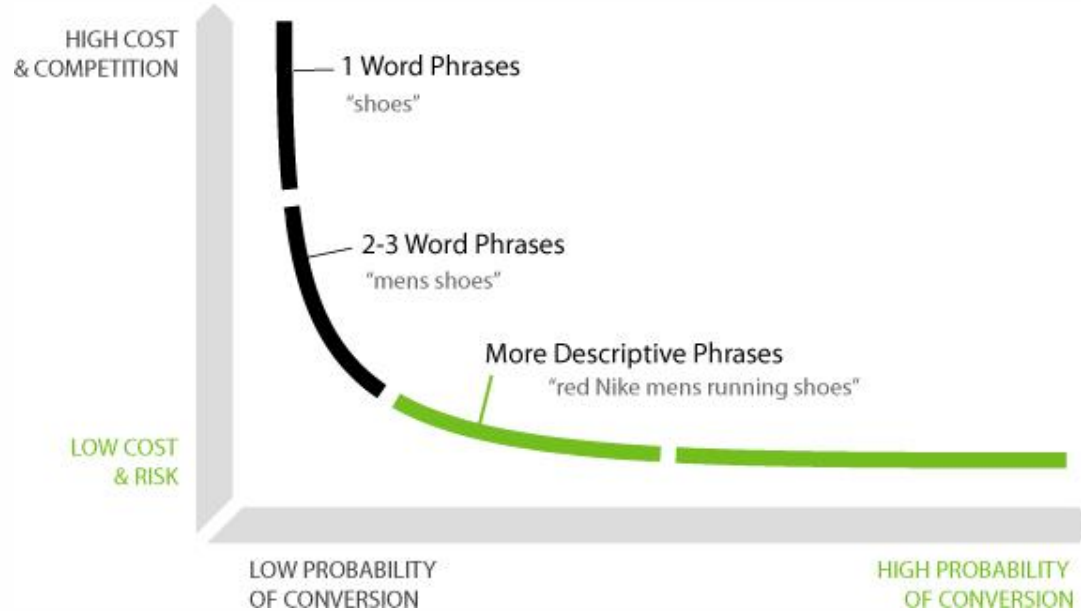 HIGH COST
& COMPETITION
1 Word Phrases
“shoes”
2-3 Word Phrases
“mens shoes”
More Descriptive Phrases
“red Nike mens running shoes”
LOW COST
& RISK
LOW PROBABILITY
OF CONVERSION
HIGH PROBABILITY
OF CONVERSION